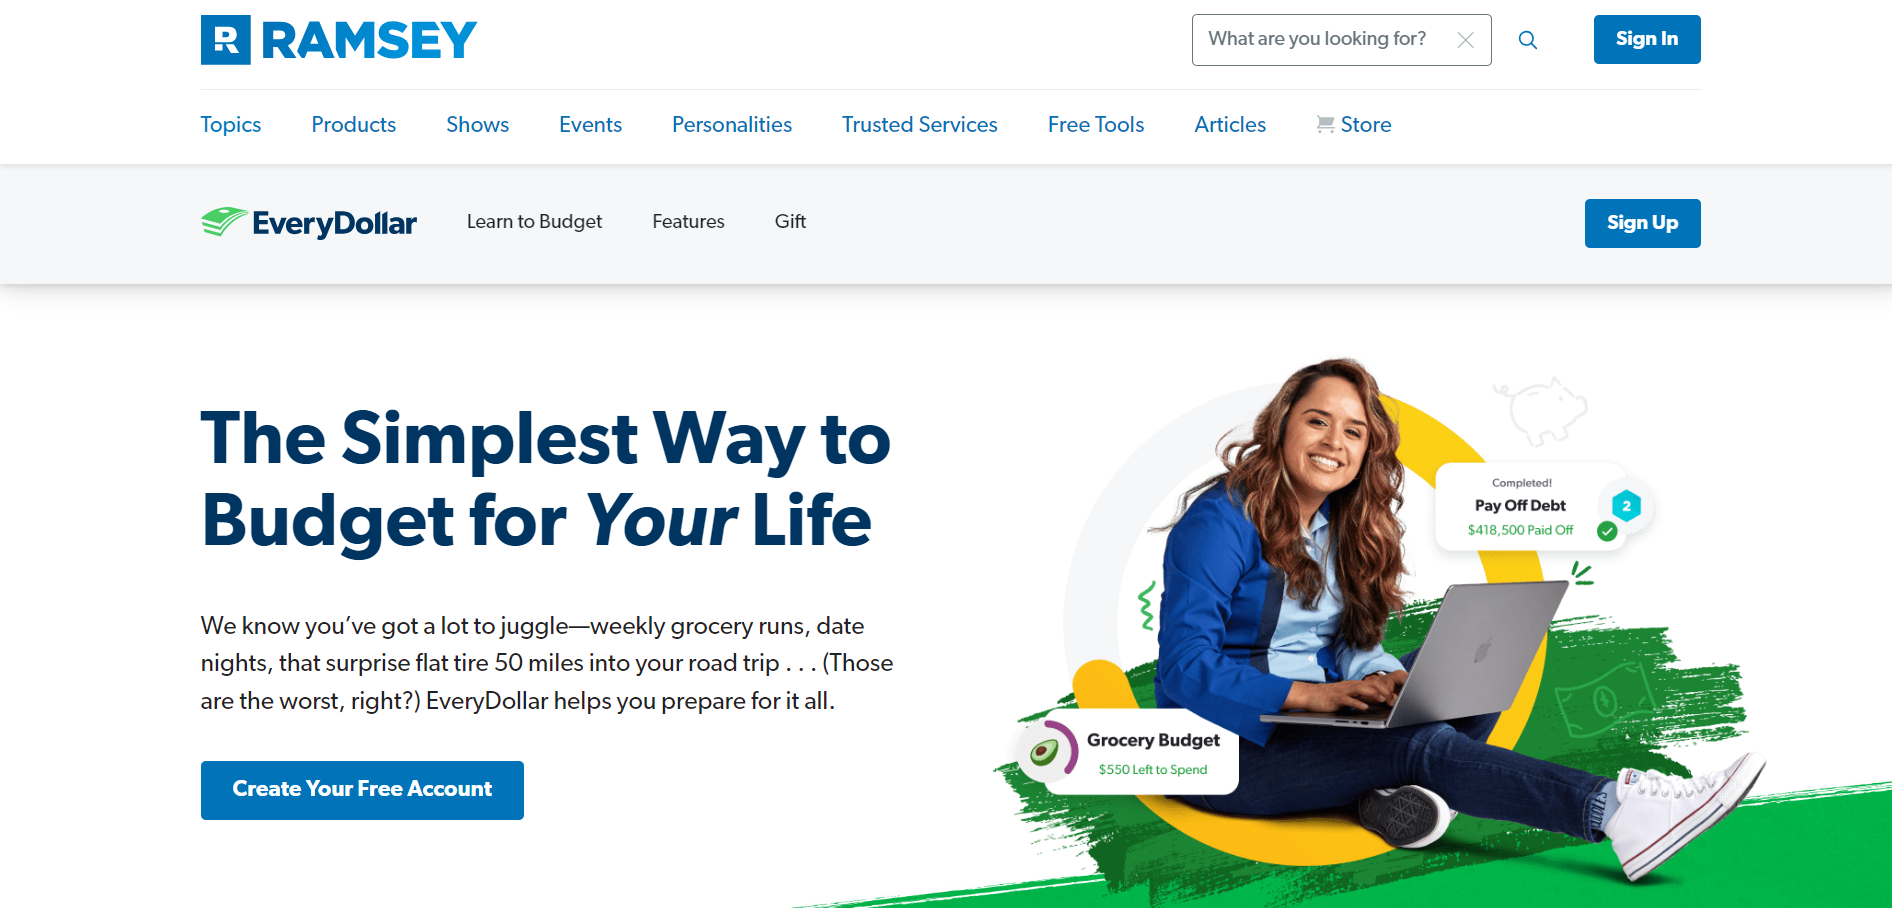 R RAMSEY
What are you looking for?
Sign In
Topics Products Shows Events Personalities Trusted Services Free Tools Articles Store
EveryDollar Learn to Budget Features Gift Sign Up
The Simplest Way to
Budget for Your Life
We know you’ve got a lot to juggle—weekly grocery runs, date
nights, that surprise flat tire 50 miles into your road trip . . . (Those
are the worst, right?) EveryDollar helps you prepare for it all.
Create Your Free Account
Completed!
Pay Off Debt
$418,500 Paid Off
2
Grocery Budget
$550 Left to Spend